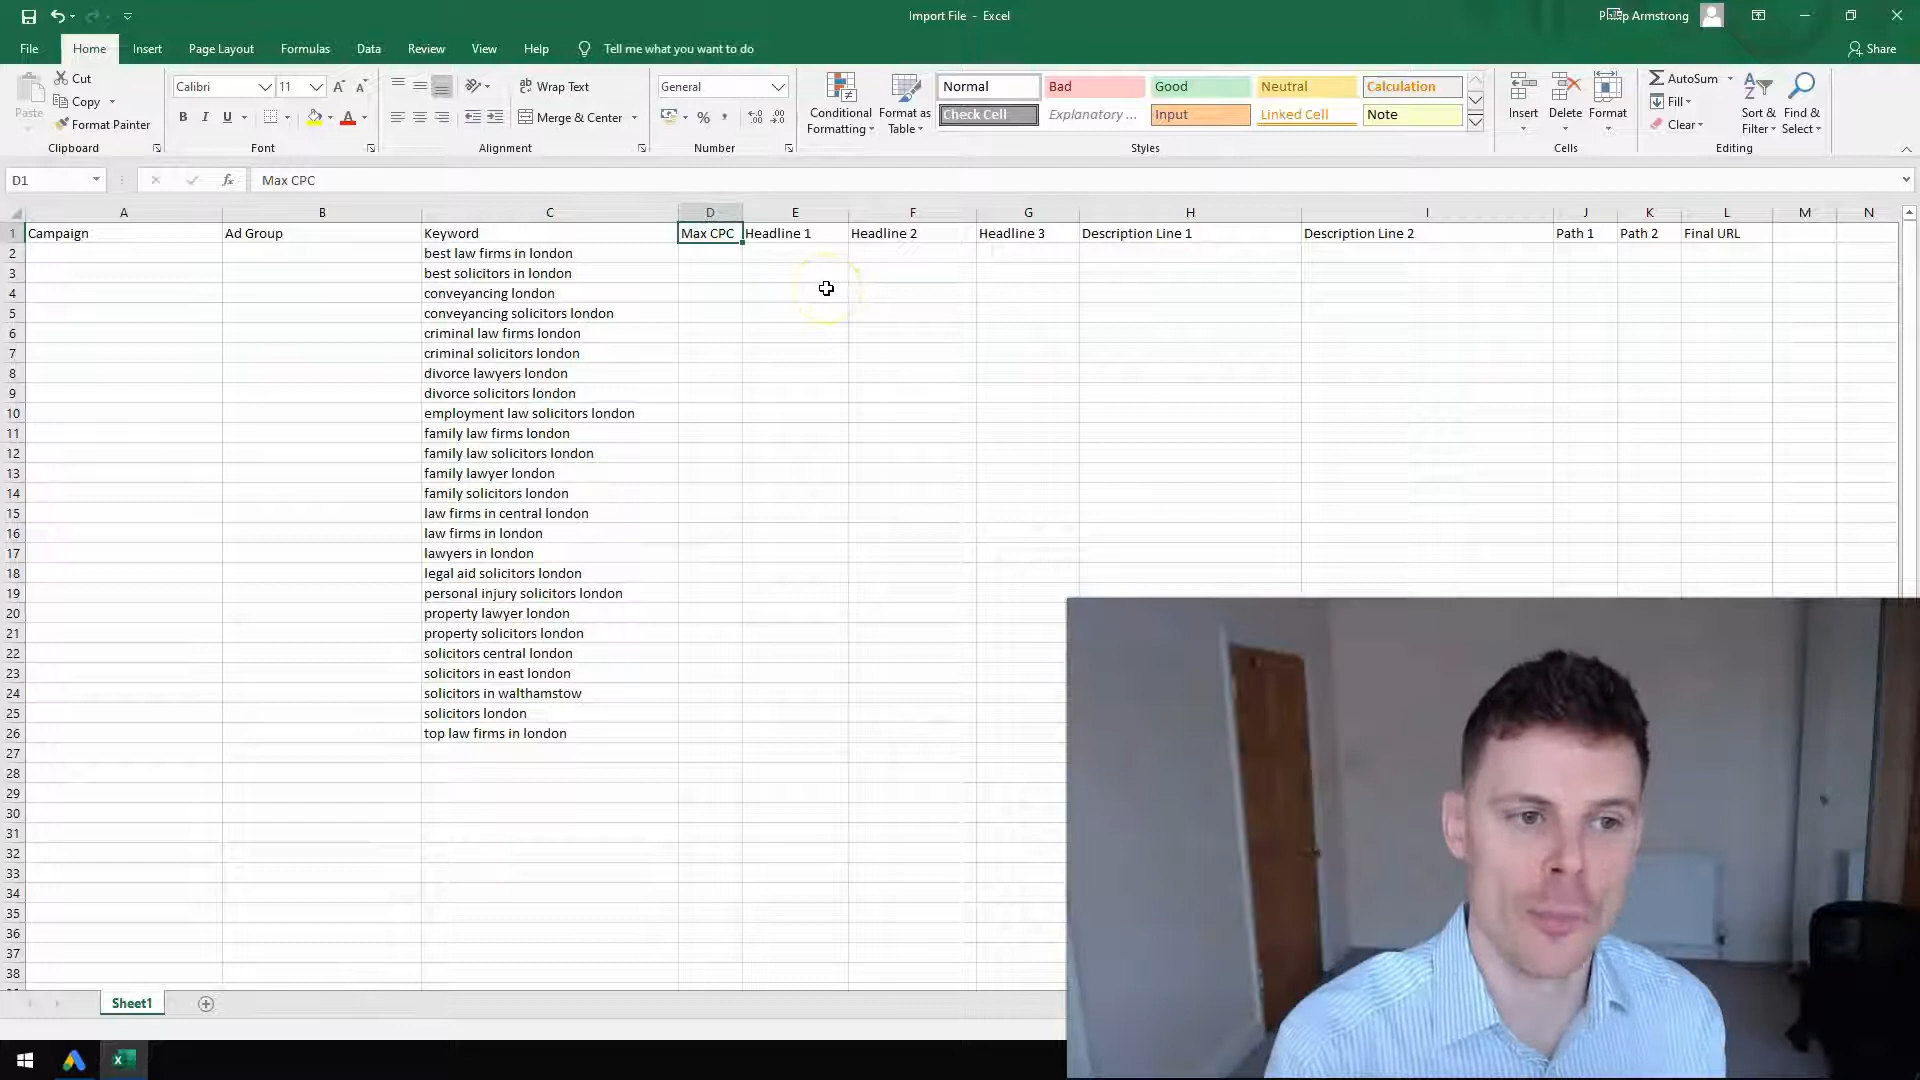 Import File - Excel
File Home Insert Page Layout Formulas Data Review View Help Tell me what you want to do Share
Cut
Copy
Format Painter
Paste
Clipboard
Calibri 11
B I U
Font
Wrap Text
Merge & Center
Alignment
General
%
Number
Conditional Formatting
Format as Table
Normal Bad Good Neutral Calculation
Check Cell Explanatory ... Input Linked Cell Note
Styles
Insert Delete Format
Cells
AutoSum
Fill
Clear
Sort & Filter
Find & Select
Editing
D1 fx Max CPC
A B C D E F G H I J K L M N
1 Campaign Ad Group Keyword Max CPC Headline 1 Headline 2 Headline 3 Description Line 1 Description Line 2 Path 1 Path 2 Final URL
2 best law firms in london
3 best solicitors in london
4 conveyancing london
5 conveyancing solicitors london
6 criminal law firms london
7 criminal solicitors london
8 divorce lawyers london
9 divorce solicitors london
10 employment law solicitors london
11 family law firms london
12 family law solicitors london
13 family lawyer london
14 family solicitors london
15 law firms in central london
16 law firms in london
17 lawyers in london
18 legal aid solicitors london
19 personal injury solicitors london
20 property lawyer london
21 property solicitors london
22 solicitors central london
23 solicitors in east london
24 solicitors in walthamstow
25 solicitors london
26 top law firms in london
27
28
29
30
31
32
33
34
35
36
37
38
Sheet1